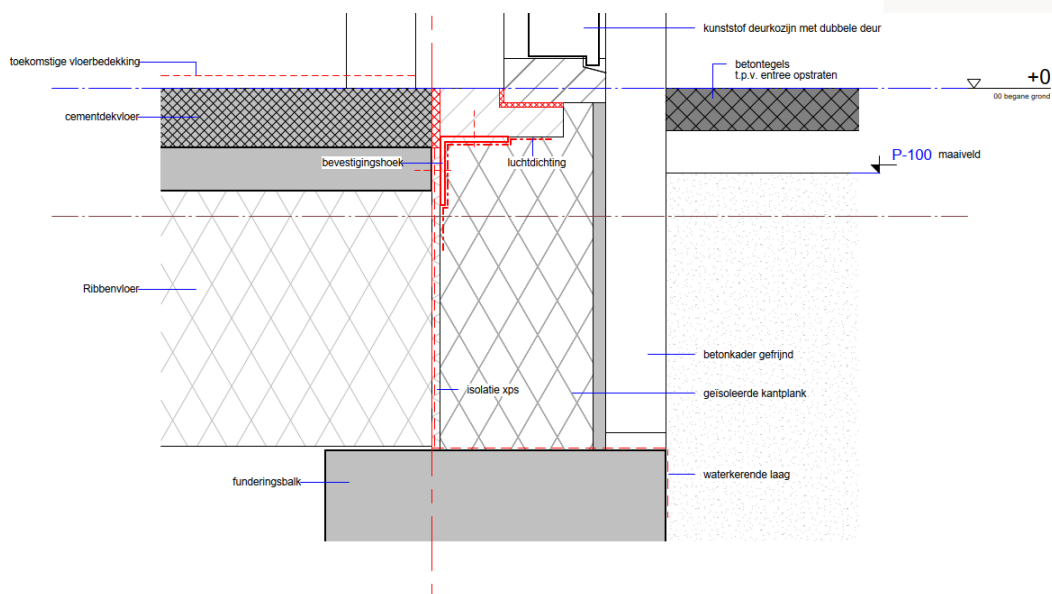 kunststof deurkozijn met dubbele deur
toekomstige vloerbedekking
betontegels
t.p.v. entree opstraten
+0
00 begane grond
cementdekvloer
bevestigingshoek
luchtdichting
P-100 maaiveld
Ribbenvloer
betonkader gefrijnd
isolatie xps
geïsoleerde kantplank
funderingsbalk
waterkerende laag